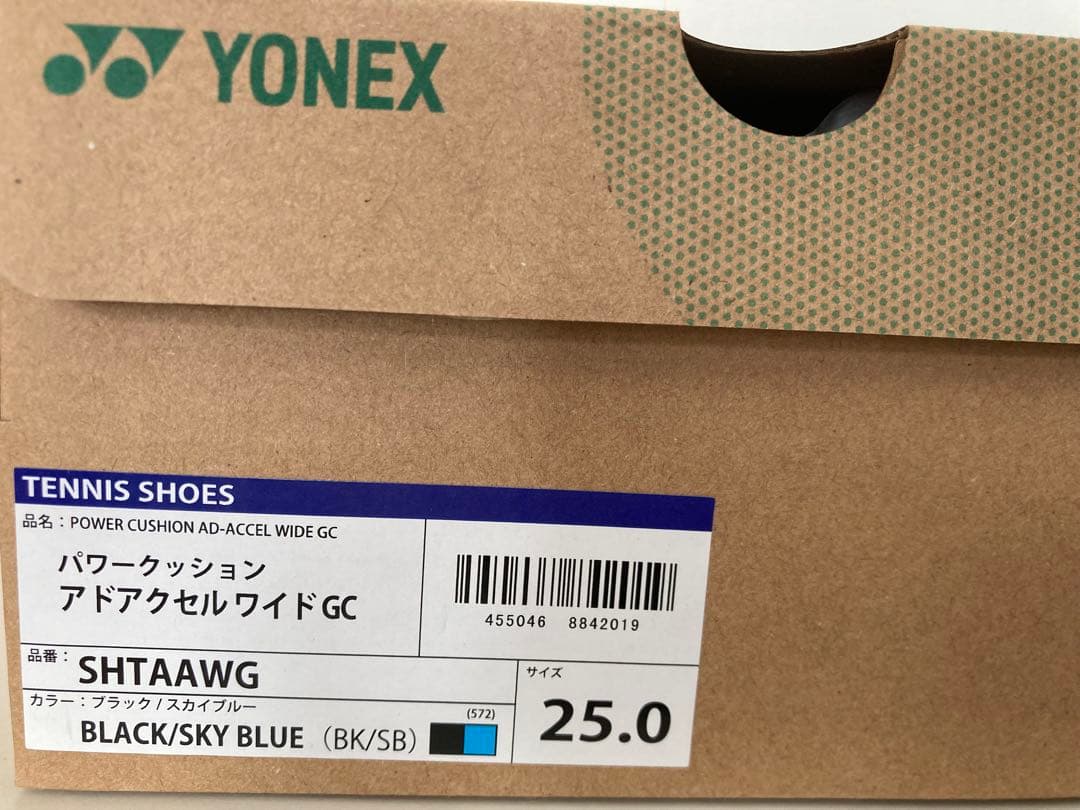 YONEX
TENNIS SHOES
品名：POWER CUSHION AD-ACCEL WIDE GC
パワークッション
アドアクセル ワイド GC
455046 8842019
品番：
SHTAAWG
カラー：ブラック / スカイブルー
(572)
BLACK/SKY BLUE （BK/SB）
サイズ
25.0